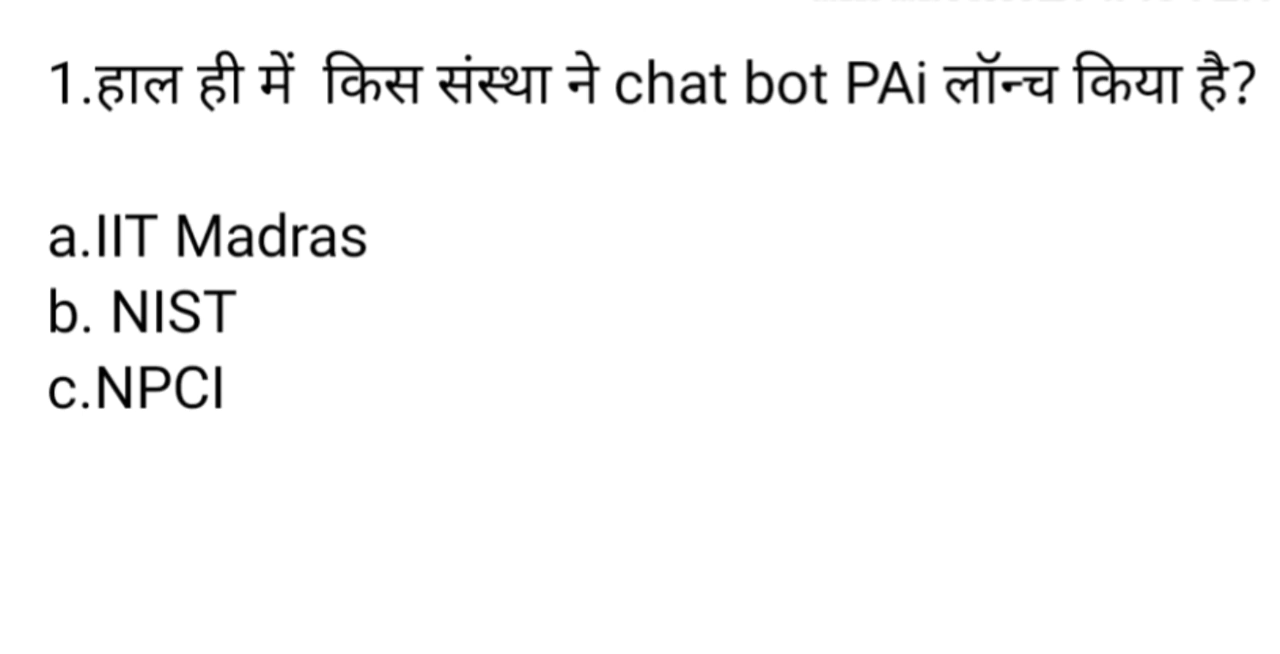 1.हाल ही में किस संस्था ने chat bot PAi लॉन्च किया है?
a.IIT Madras
b. NIST
c.NPCI